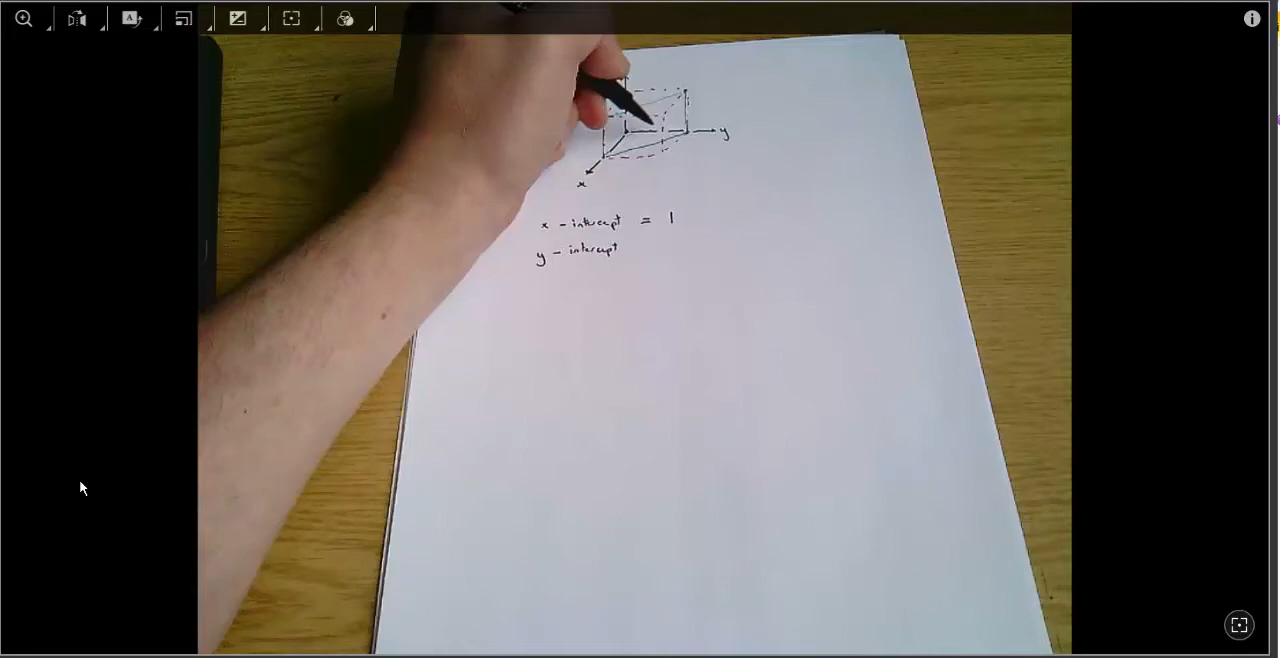 y
x
x - intercept = 1
y - intercept